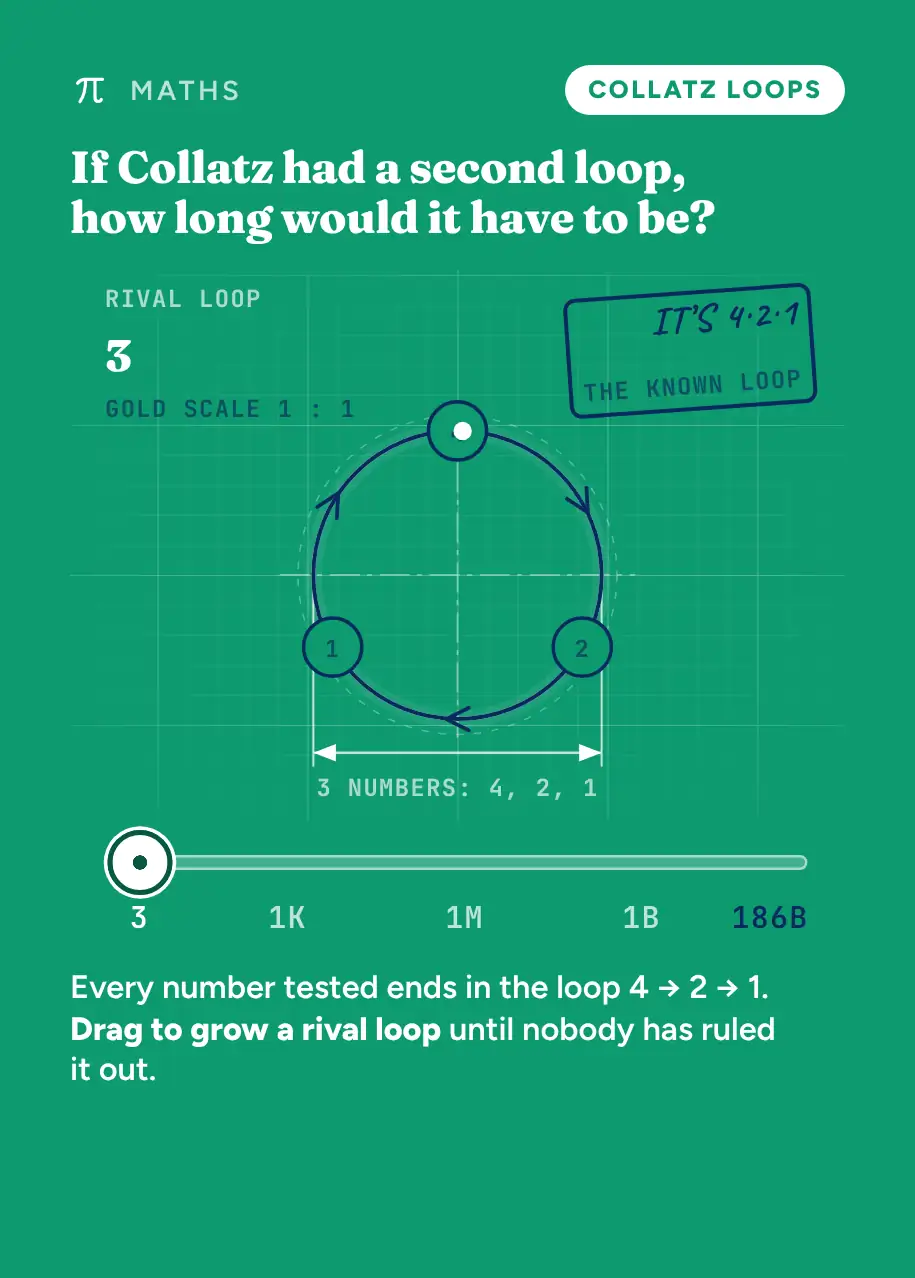 π MATHS
COLLATZ LOOPS
If Collatz had a second loop,
how long would it have to be?
RIVAL LOOP
3
GOLD SCALE 1 : 1
IT'S 4·2·1
THE KNOWN LOOP
1
2
3 NUMBERS: 4, 2, 1
3 1K 1M 1B 186B
Every number tested ends in the loop 4 → 2 → 1.
Drag to grow a rival loop until nobody has ruled
it out.